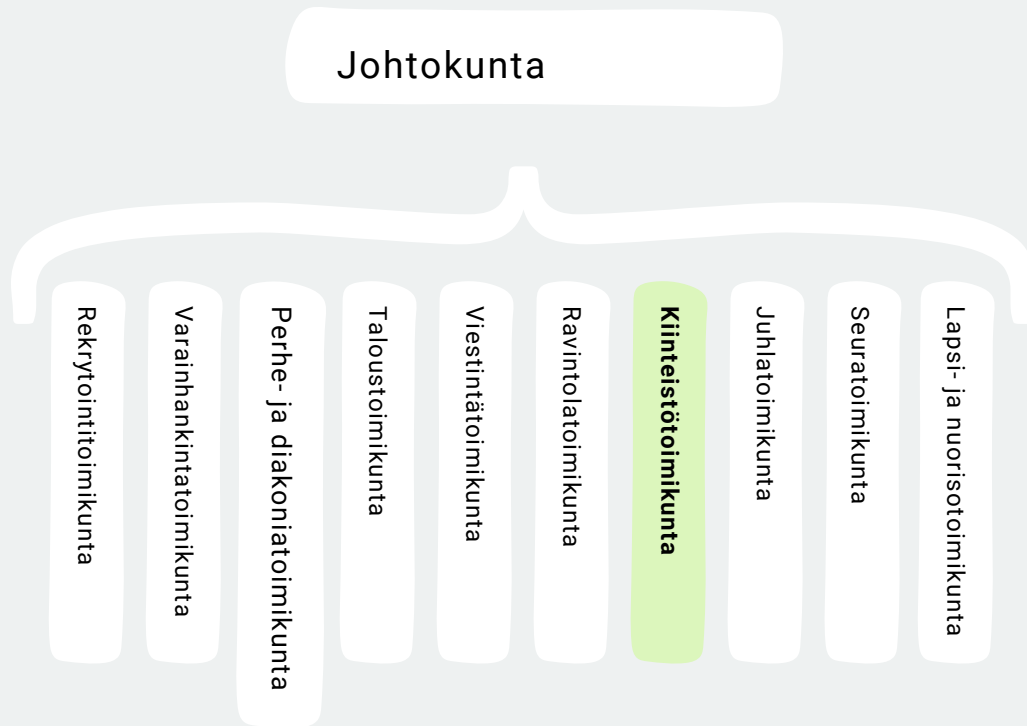 Johtokunta
Rekrytointitoimikunta
Varainhankintatoimikunta
Perhe- ja diakoniatoimikunta
Taloustoimikunta
Viestintätoimikunta
Ravintolatoimikunta
Kiinteistötoimikunta
Juhlatoimikunta
Seuratoimikunta
Lapsi- ja nuorisotoimikunta